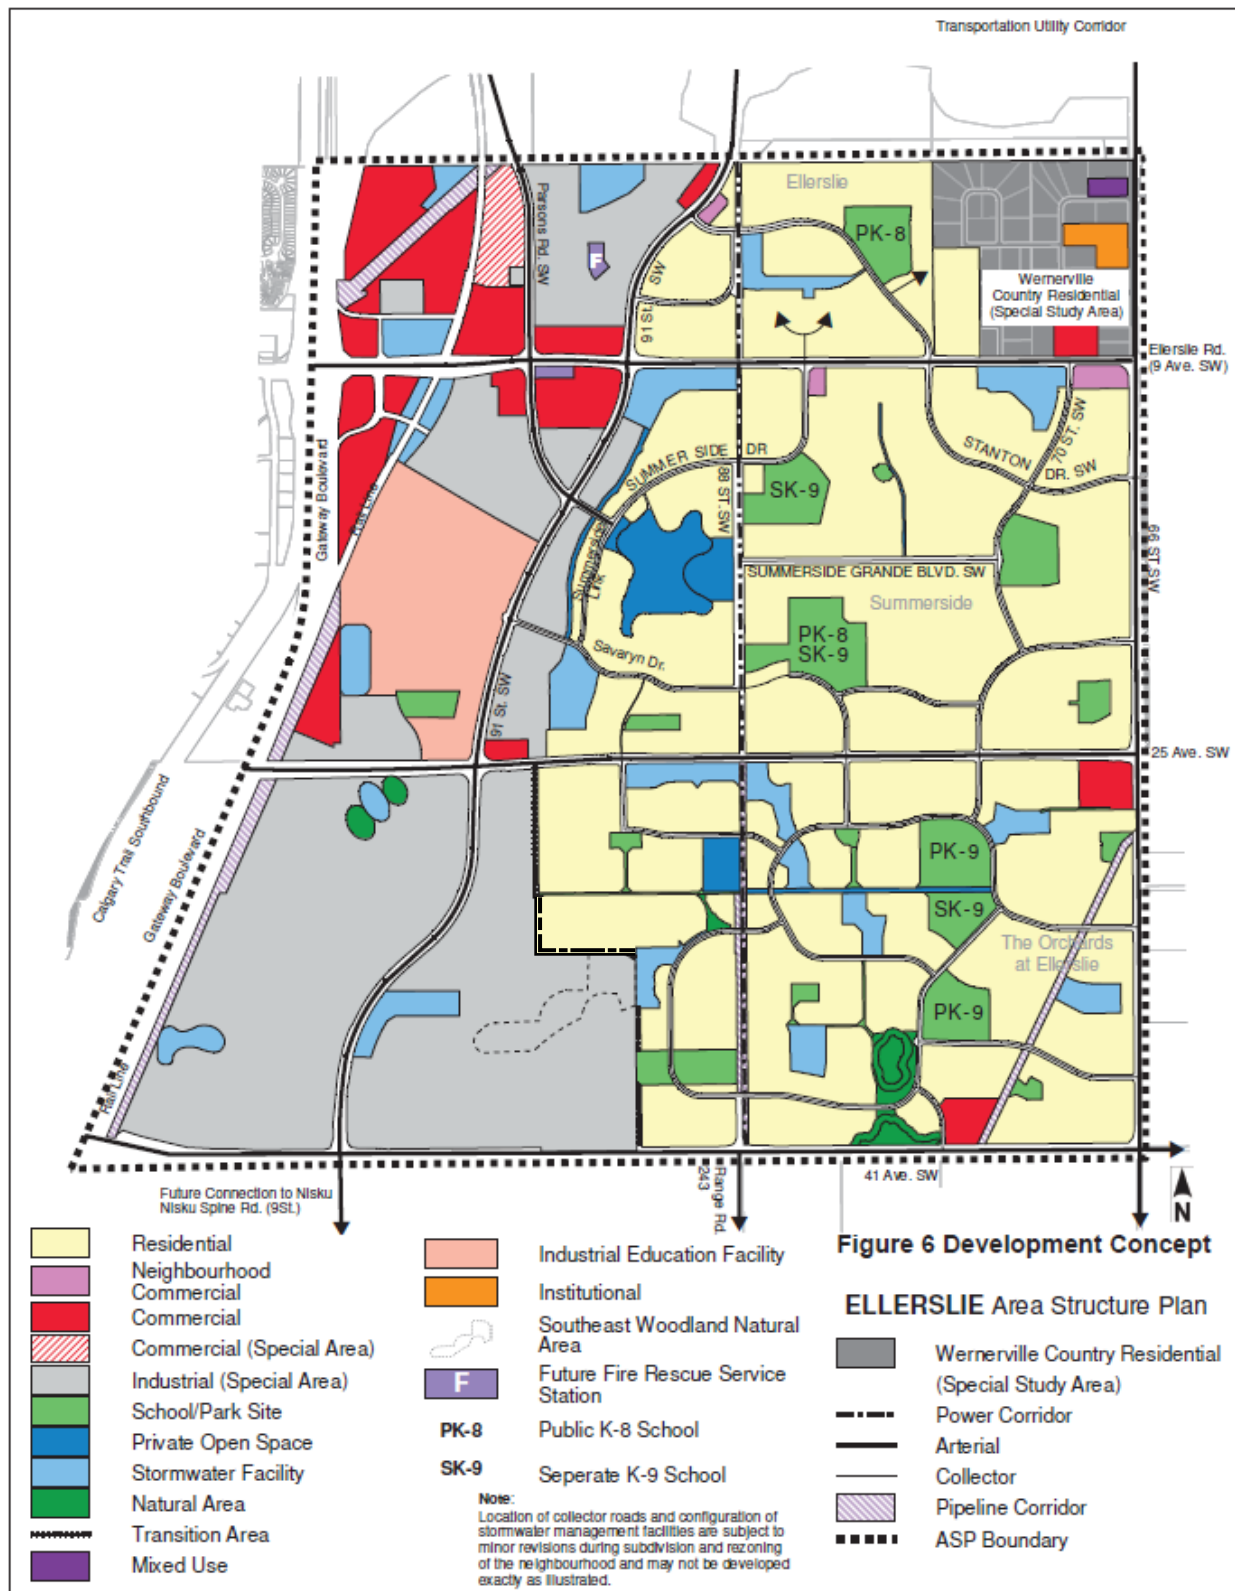 Transportation Utility Corridor
Ellerslie
Parsons Rd. SW
PK-8
F
SW
91 St.
Wernerville
Country Residential
(Special Study Area)
Ellerslie Rd.
(9 Ave. SW)
Gateway Boulevard
Rail Line
SUMMER SIDE DR
88 ST. SW
STANTON
DR. SW
70 ST. SW
SK-9
66 ST. SW
Summerside
Link
SUMMERSIDE GRANDE BLVD. SW
Summerside
PK-8
SK-9
Savaryn Dr.
91 St. SW
25 Ave. SW
Calgary Trail Southbound
Gateway Boulevard
PK-9
SK-9
The Orchards
at Ellerslie
PK-9
Rail Line
41 Ave. SW
Range Rd.
243
Future Connection to Nisku
Nisku Spine Rd. (9St.)
N
Residential
Neighbourhood
Commercial
Commercial
Commercial (Special Area)
Industrial (Special Area)
School/Park Site
Private Open Space
Stormwater Facility
Natural Area
Transition Area
Mixed Use
Industrial Education Facility
Institutional
Southeast Woodland Natural
Area
F
Future Fire Rescue Service
Station
PK-8
Public K-8 School
SK-9
Seperate K-9 School
Note:
Location of collector roads and configuration of
stormwater management facilities are subject to
minor revisions during subdivision and rezoning
of the neighbourhood and may not be developed
exactly as illustrated.
Figure 6 Development Concept
ELLERSLIE Area Structure Plan
Wernerville Country Residential
(Special Study Area)
Power Corridor
Arterial
Collector
Pipeline Corridor
ASP Boundary